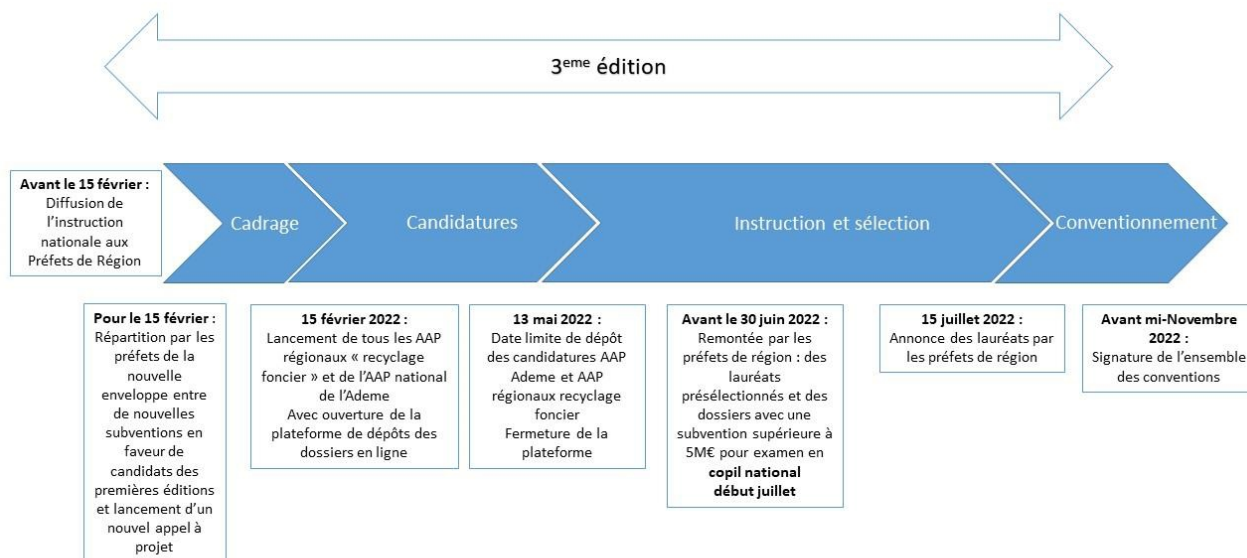 3eme édition
Avant le 15 février :
Diffusion de
l'instruction
nationale aux
Préfets de Région
Cadrage
Candidatures
Instruction et sélection
Conventionnement
Pour le 15 février :
Répartition par les
préfets de la
nouvelle
enveloppe entre
de nouvelles
subventions en
faveur de
candidats des
premières éditions
et lancement d'un
nouvel appel à
projet
15 février 2022 :
Lancement de tous les AAP
régionaux « recyclage
foncier » et de l'AAP national
de l'Ademe
Avec ouverture de la
plateforme de dépôts des
dossiers en ligne
13 mai 2022 :
Date limite de dépôt
des candidatures AAP
Ademe et AAP
régionaux recyclage
foncier
Fermeture de la
plateforme
Avant le 30 juin 2022 :
Remontée par les
préfets de région : des
lauréats
présélectionnés et des
dossiers avec une
subvention supérieure à
5M€ pour examen en
copil national
début juillet
15 juillet 2022 :
Annonce des lauréats par
les préfets de région
Avant mi-Novembre
2022 :
Signature de l'ensemble
des conventions